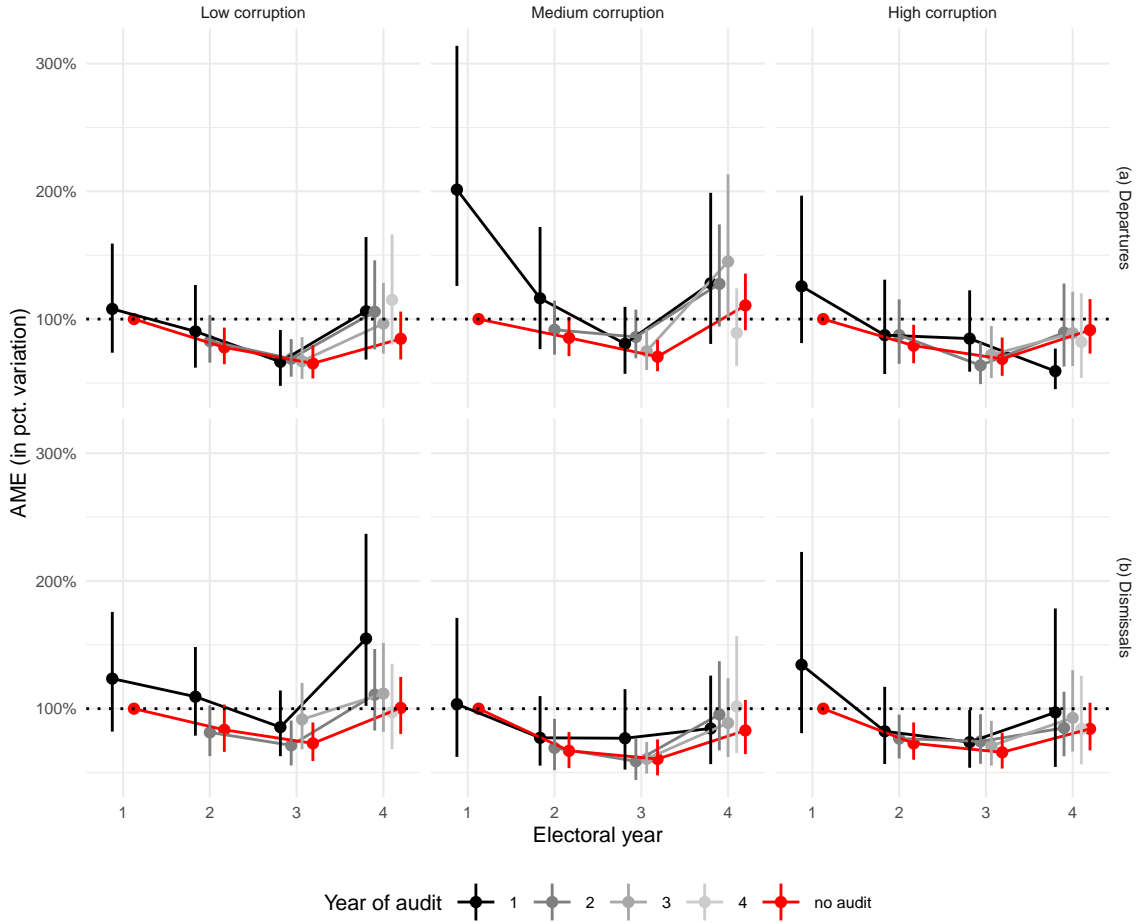 Low corruption Medium corruption High corruption
300%
200%
100%
(a) Departures
300%
200%
100%
(b) Dismissals
AME (in pct. variation)
1 2 3 4 1 2 3 4 1 2 3 4
Electoral year
Year of audit 1 2 3 4 no audit